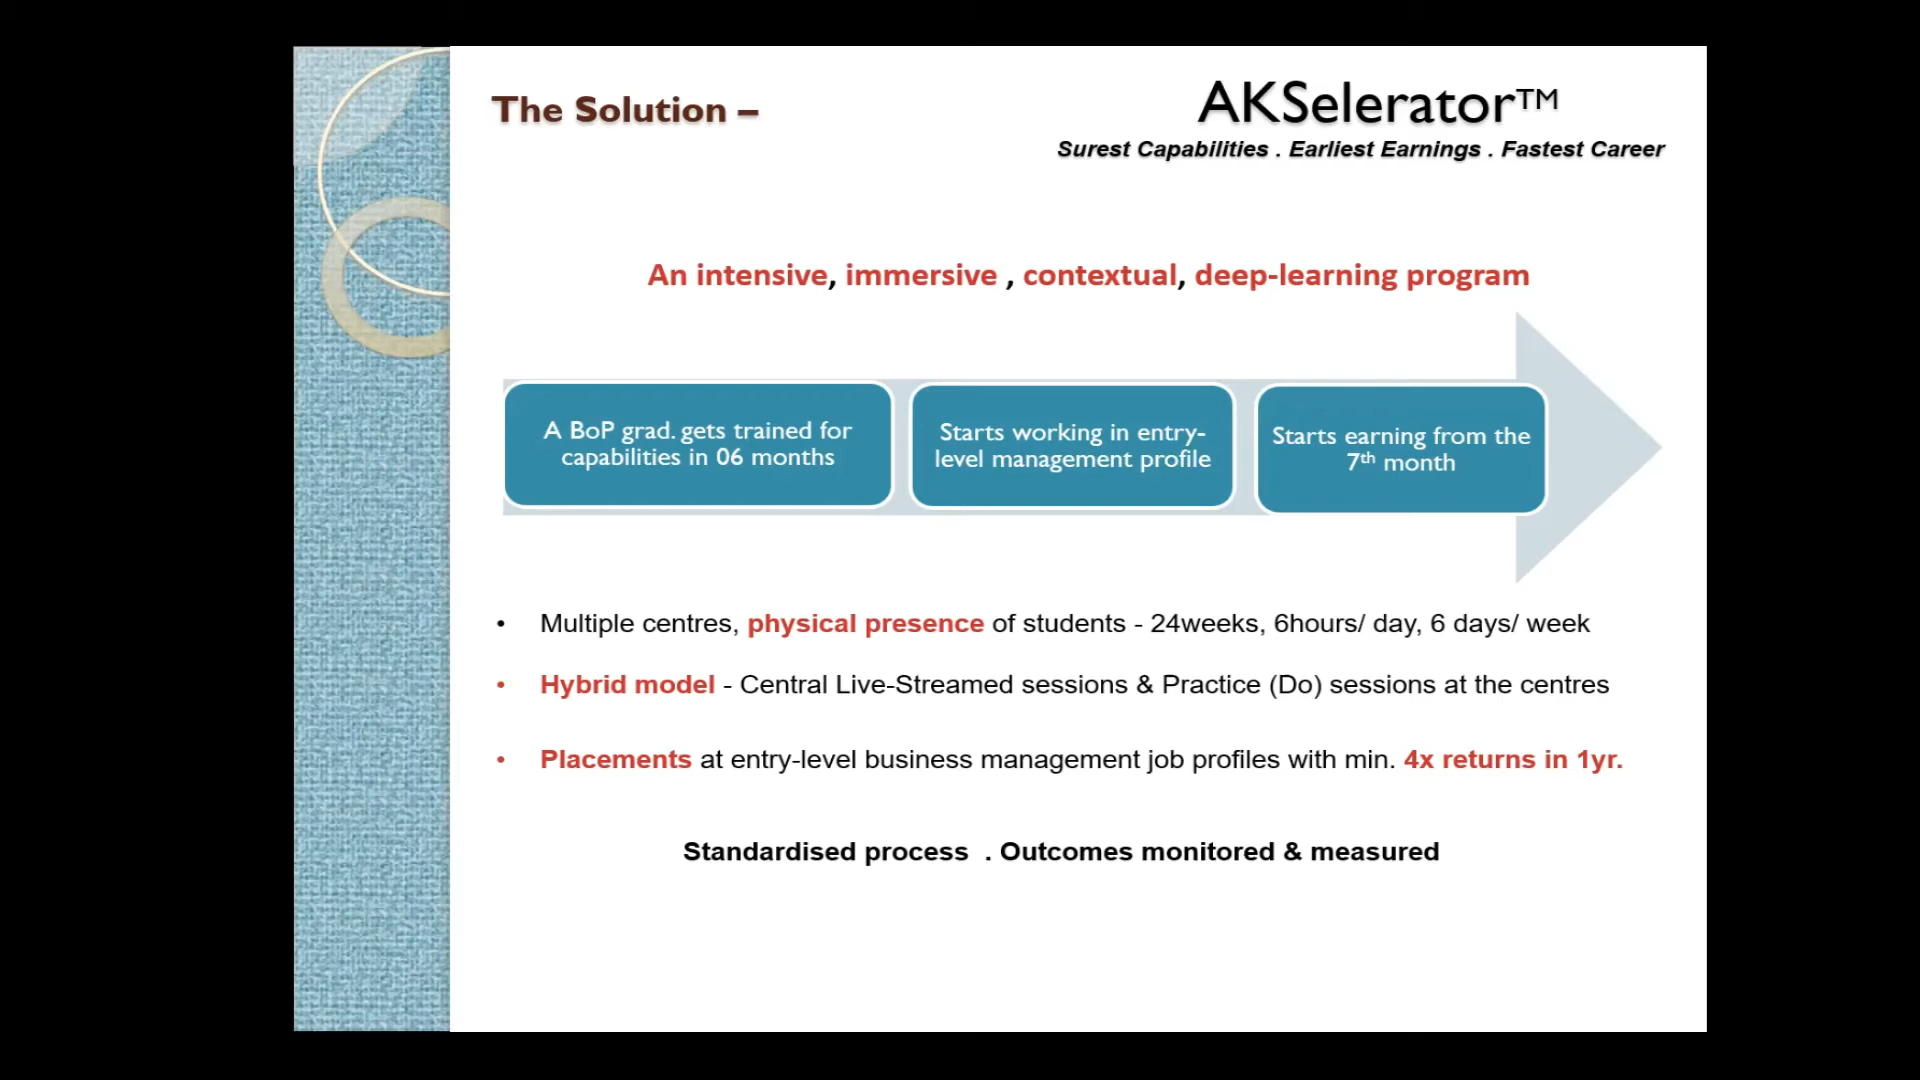 The Solution –
AKSelerator™
Surest Capabilities . Earliest Earnings . Fastest Career
An intensive, immersive , contextual, deep-learning program
A BoP grad. gets trained for
capabilities in 06 months
Starts working in entry-
level management profile
Starts earning from the
7th month
• Multiple centres, physical presence of students - 24weeks, 6hours/ day, 6 days/ week
• Hybrid model - Central Live-Streamed sessions & Practice (Do) sessions at the centres
• Placements at entry-level business management job profiles with min. 4x returns in 1yr.
Standardised process . Outcomes monitored & measured